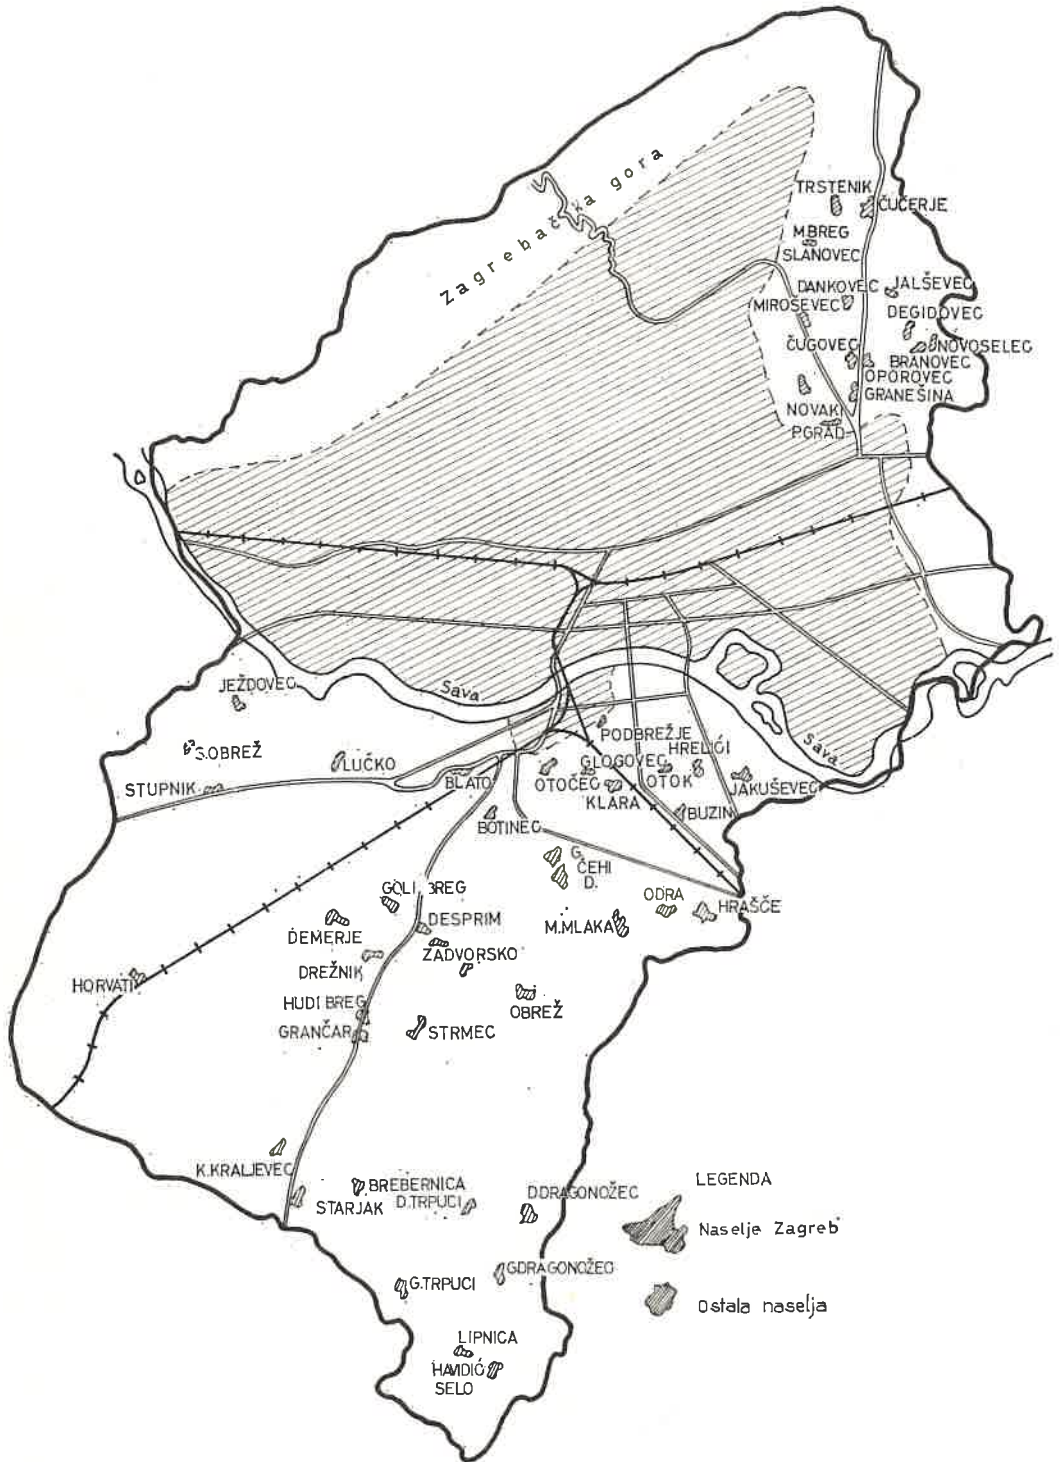 Zagrebačka gora
TRSTENIK
ČUČERJE
M.BREG
SLANOVEC
DANKOVEC
JALŠEVEC
MIROŠEVEC
DEGIDOVEC
ČUGOVEC
NOVOSELEC
BRANOVEC
OPOROVEC
GRANEŠINA
NOVAKI
P.GRAD
JEŽDOVEC
Sava
S.OBREŽ
LUČKO
STUPNIK
BLATO
PODBREŽJE
HRELIĆI
GLOGOVEC
OTOČEC
OTOK
KLARA
JAKUŠEVEC
Sava
BUZIN
BOTINEC
G.
ČEHI
D.
GOLI BREG
ODRA
HRAŠĆE
DEMERJE
DESPRIM
M.MLAKA
ZADVORSKO
DREŽNIK
HORVATI
HUDI BREG
OBREŽ
GRANČAR
STRMEC
K.KRALJEVEC
BREBERNICA
STARJAK
D.TRPUCI
D.DRAGONOŽEC
G.DRAGONOŽEC
G.TRPUCI
LIPNICA
HAVIDIĆ
SELO
LEGENDA
Naselje Zagreb
Ostala naselja